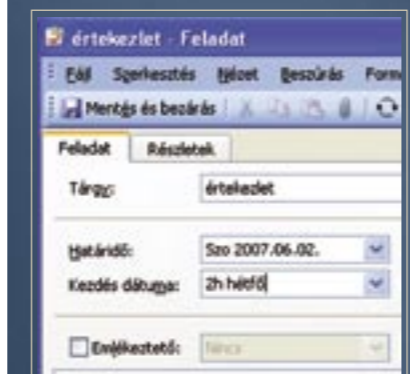 értekezlet - Feladat
Fájl Szerkesztés Nézet Beszúrás Form
Mentés és bezárás
Feladat Részletek
Tárgy: értekezlet
Határidő: Szo 2007.06.02.
Kezdés dátuma: 2h hétfő
Emlékeztető: Nincs